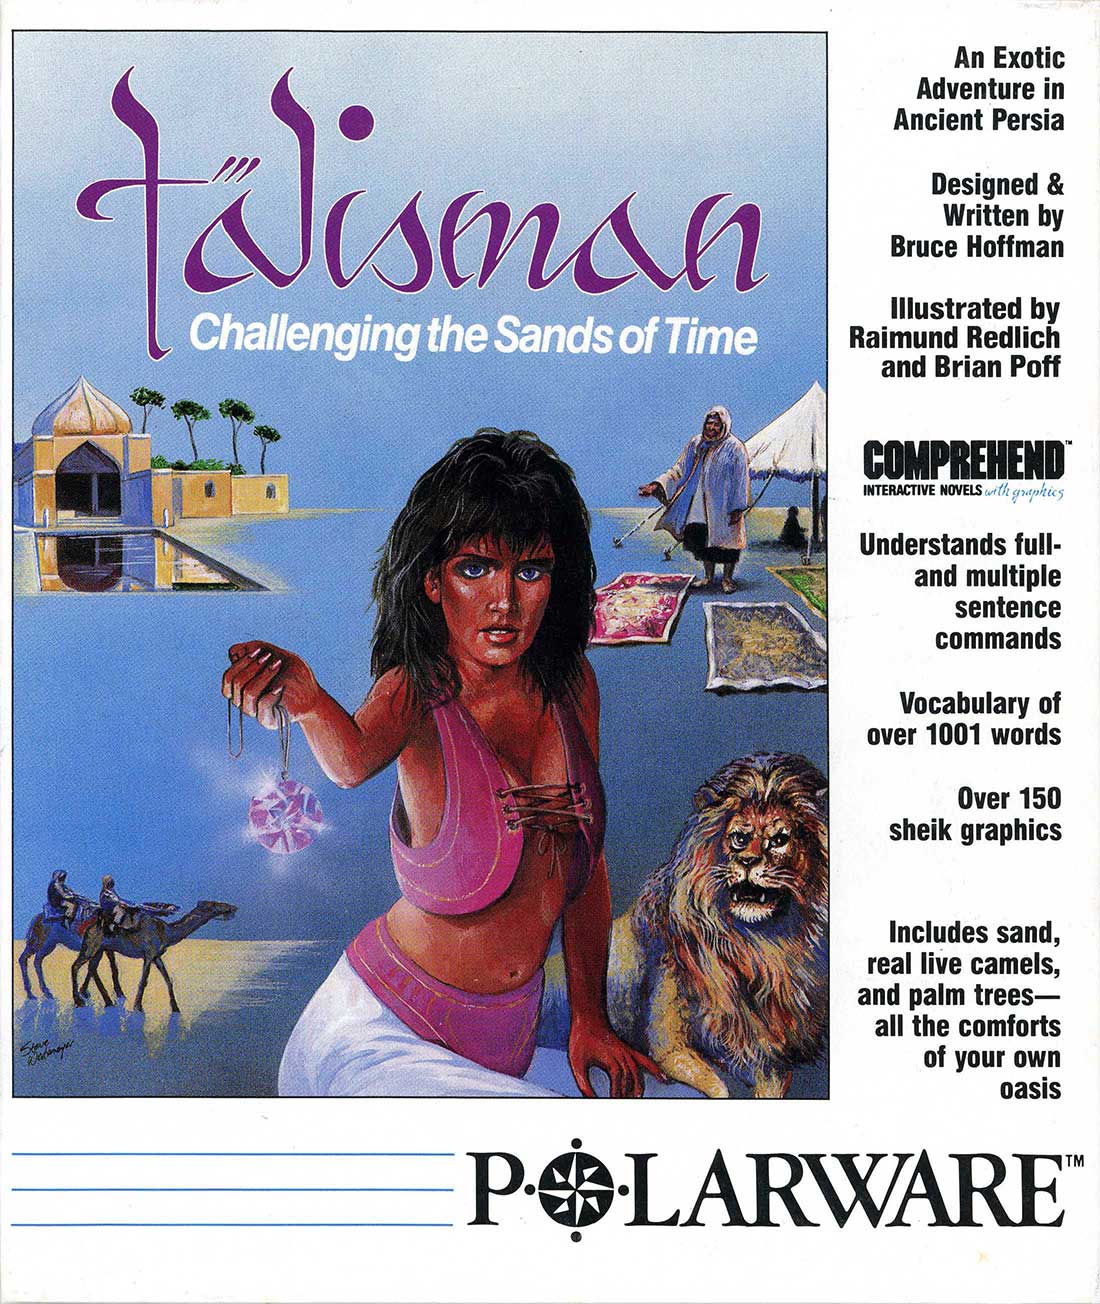 talisman
Challenging the Sands of Time
An Exotic
Adventure in
Ancient Persia
Designed &
Written by
Bruce Hoffman
Illustrated by
Raimund Redlich
and Brian Poff
COMPREHEND™
INTERACTIVE NOVELS with graphics
Understands full-
and multiple
sentence
commands
Vocabulary of
over 1001 words
Over 150
sheik graphics
Includes sand,
real live camels,
and palm trees—
all the comforts
of your own
oasis
Steve
POLARWARE™